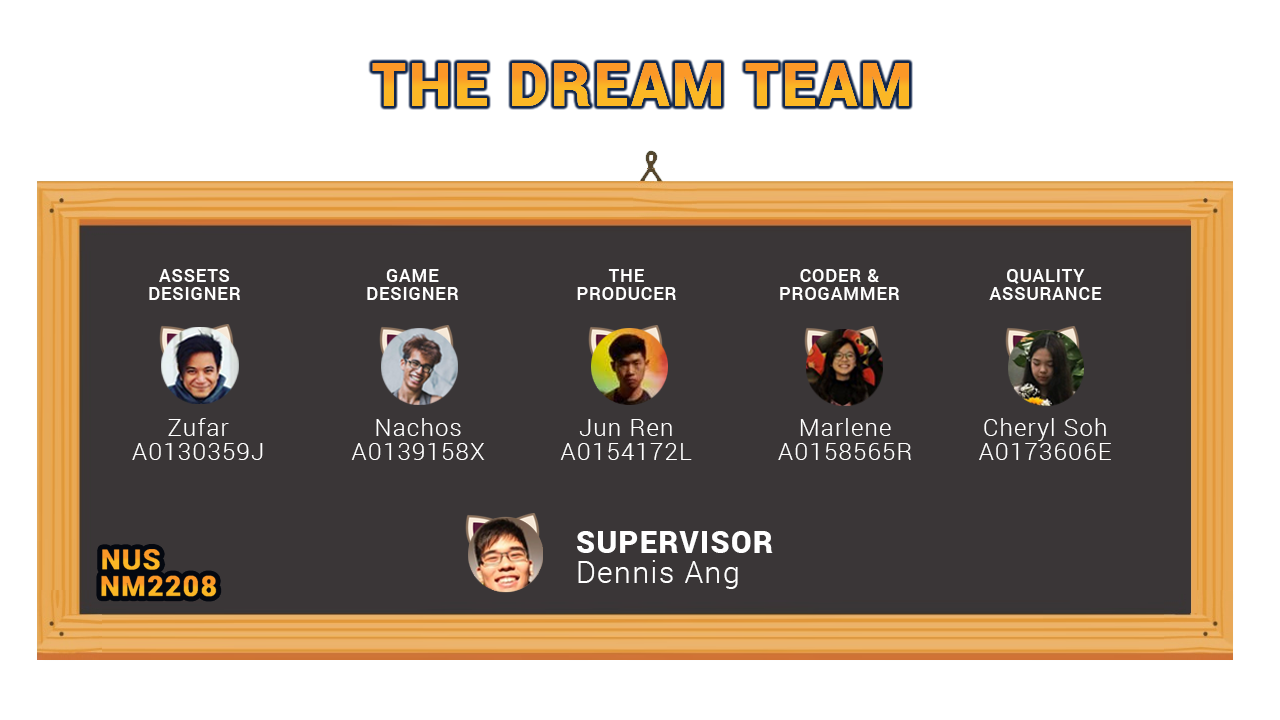 THE DREAM TEAM
ASSETS
DESIGNER
Zufar
A0130359J
GAME
DESIGNER
Nachos
A0139158X
THE
PRODUCER
Jun Ren
A0154172L
CODER &
PROGAMMER
Marlene
A0158565R
QUALITY
ASSURANCE
Cheryl Soh
A0173606E
SUPERVISOR
Dennis Ang
NUS
NM2208